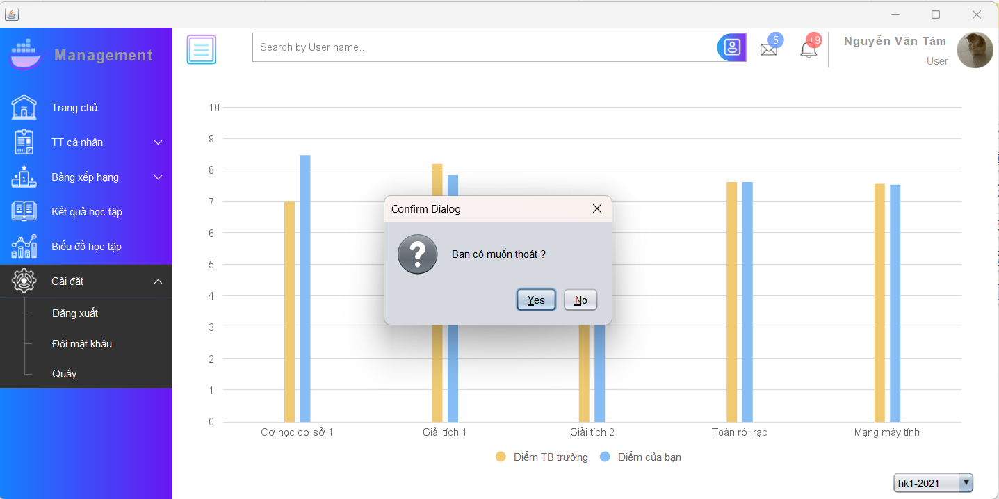 Management
Search by User name...
5
+9
Nguyễn Văn Tâm
User
Trang chủ
TT cá nhân
Bảng xếp hạng
1
Kết quả học tập
Biểu đồ học tập
Cài đặt
Đăng xuất
Đổi mật khẩu
Quẩy
10
9
8
7
6
5
4
3
2
1
0
Confirm Dialog
Bạn có muốn thoát ?
Yes
No
Cơ học cơ sở 1
Giải tích 1
Giải tích 2
Toán rời rạc
Mạng máy tính
Điểm TB trường
Điểm của bạn
hk1-2021